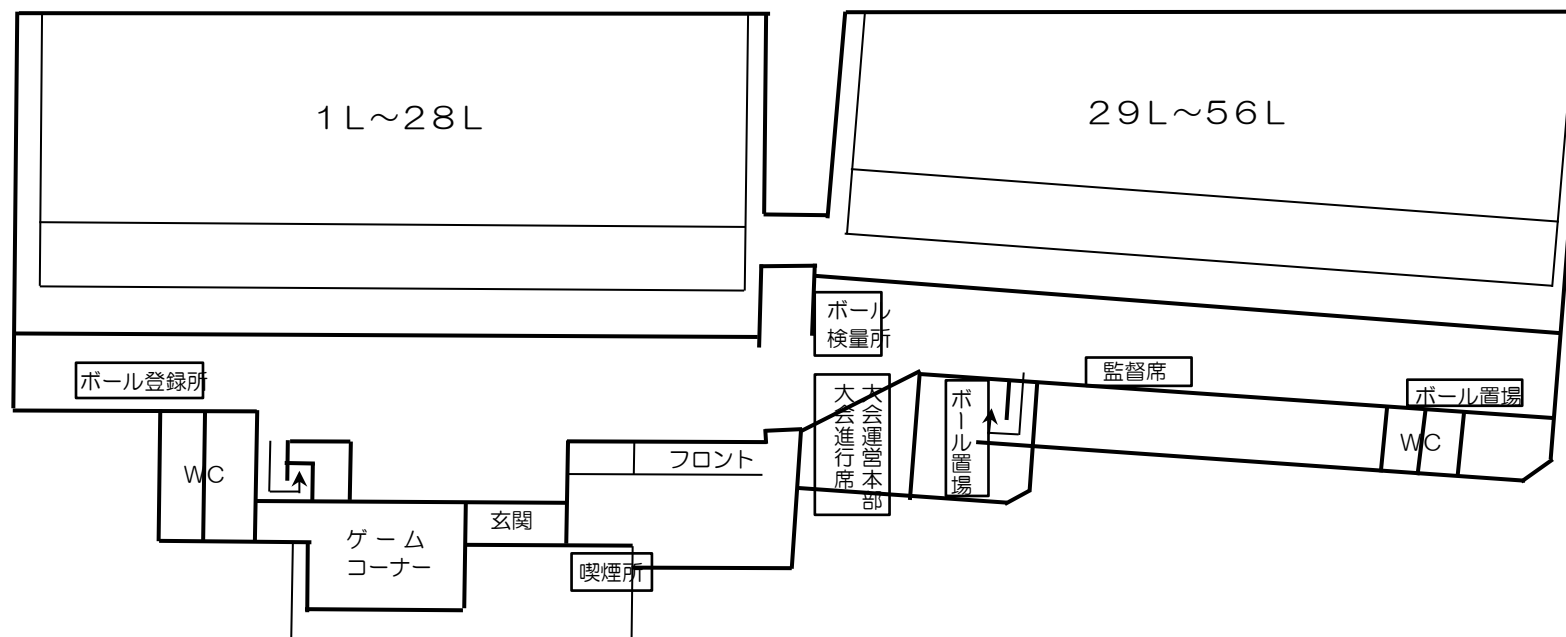 1L～28L
29L～56L
ボール
検量所
ボール登録所
監督席
ボール置場
大会運営本部
大会進行席
ボール置場
WC
WC
フロント
玄関
ゲーム
コーナー
喫煙所